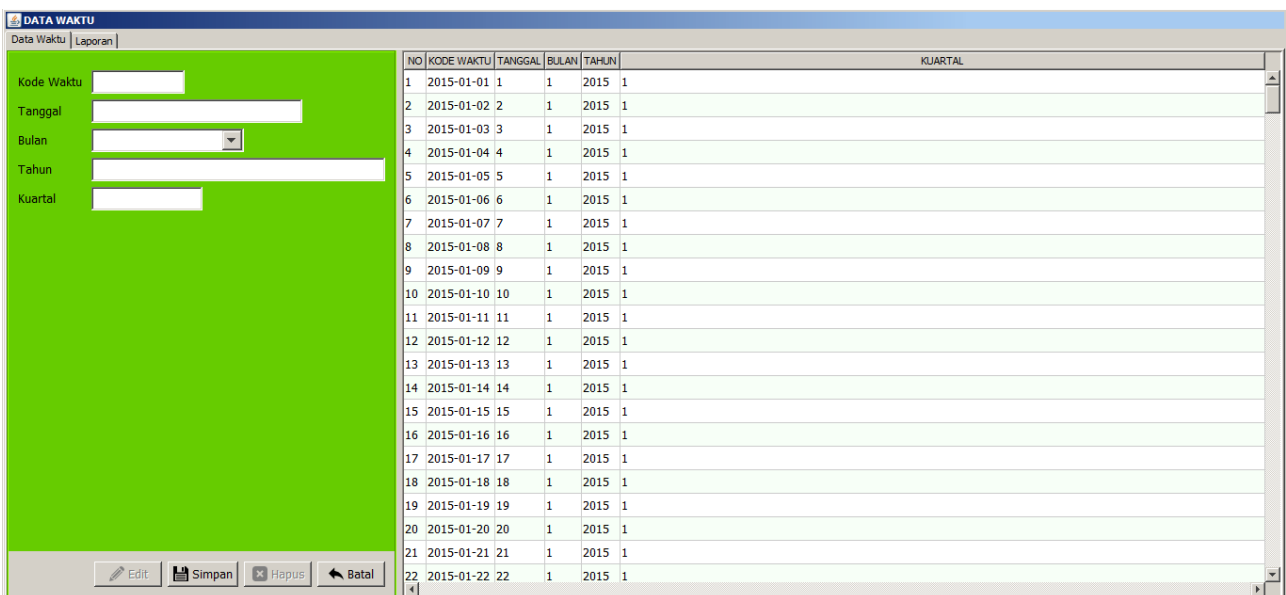 DATA WAKTU
Data Waktu Laporan
Kode Waktu
Tanggal
Bulan
Tahun
Kuartal
Edit Simpan Hapus Batal
NO KODE WAKTU TANGGAL BULAN TAHUN KUARTAL
1 2015-01-01 1 1 2015 1
2 2015-01-02 2 1 2015 1
3 2015-01-03 3 1 2015 1
4 2015-01-04 4 1 2015 1
5 2015-01-05 5 1 2015 1
6 2015-01-06 6 1 2015 1
7 2015-01-07 7 1 2015 1
8 2015-01-08 8 1 2015 1
9 2015-01-09 9 1 2015 1
10 2015-01-10 10 1 2015 1
11 2015-01-11 11 1 2015 1
12 2015-01-12 12 1 2015 1
13 2015-01-13 13 1 2015 1
14 2015-01-14 14 1 2015 1
15 2015-01-15 15 1 2015 1
16 2015-01-16 16 1 2015 1
17 2015-01-17 17 1 2015 1
18 2015-01-18 18 1 2015 1
19 2015-01-19 19 1 2015 1
20 2015-01-20 20 1 2015 1
21 2015-01-21 21 1 2015 1
22 2015-01-22 22 1 2015 1